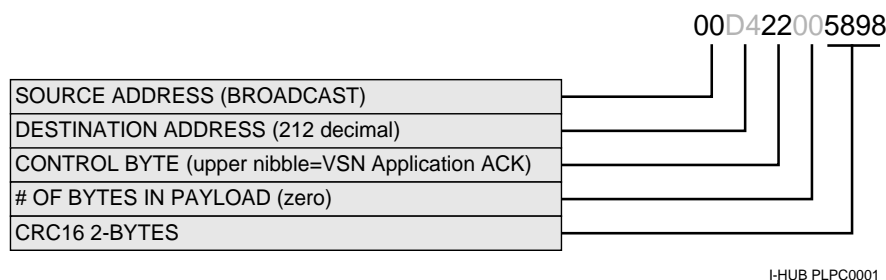 00D422005898
SOURCE ADDRESS (BROADCAST)
DESTINATION ADDRESS (212 decimal)
CONTROL BYTE (upper nibble=VSN Application ACK)
# OF BYTES IN PAYLOAD (zero)
CRC16 2-BYTES
I-HUB PLPC0001